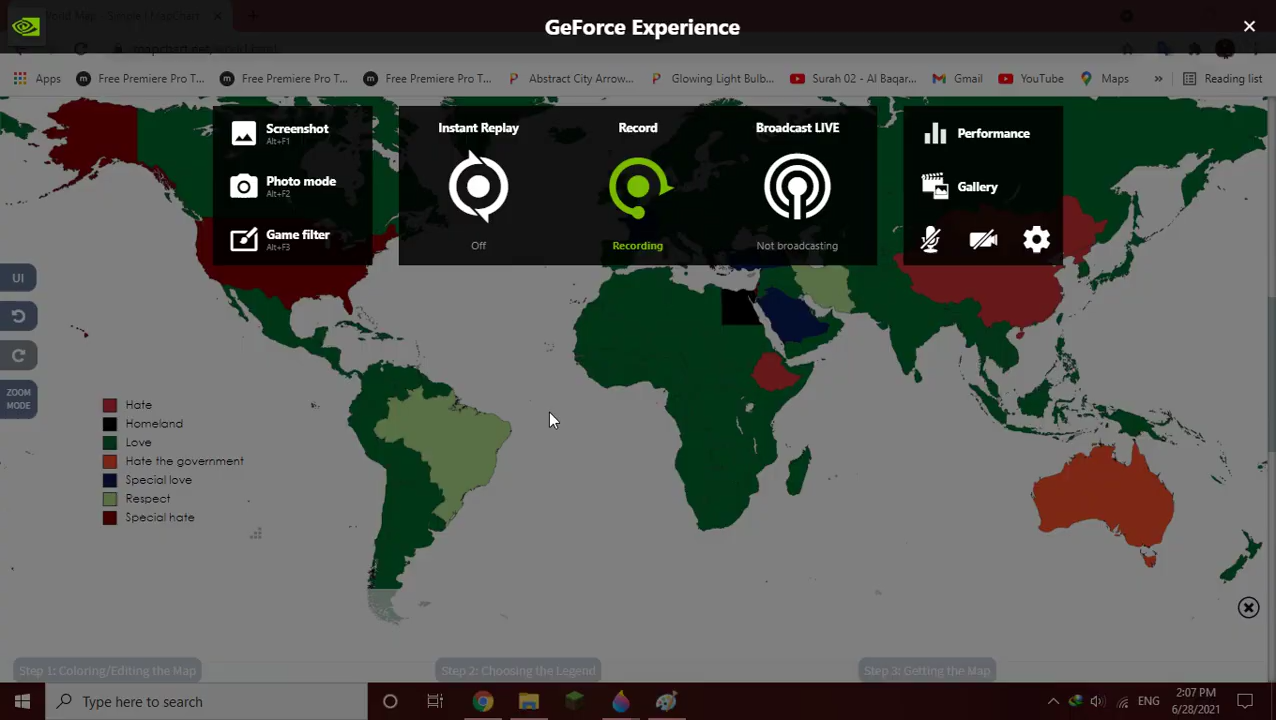 GeForce Experience
Apps
Free Premiere Pro T...
Free Premiere Pro T...
Free Premiere Pro T...
Abstract City Arrow...
Glowing Light Bulb...
Surah 02 - Al Baqar...
Gmail
YouTube
Maps
»
Reading list
Screenshot
Alt+F1
Photo mode
Alt+F2
Game filter
Alt+F3
Instant Replay
Off
Record
Recording
Broadcast LIVE
Not broadcasting
Performance
Gallery
UI
ZOOM
MODE
Hate
Homeland
Love
Hate the government
Special love
Respect
Special hate
Step 1: Coloring/Editing the Map
Step 2: Choosing the Legend
Step 3: Getting the Map
Type here to search
ENG
2:07 PM
6/28/2021